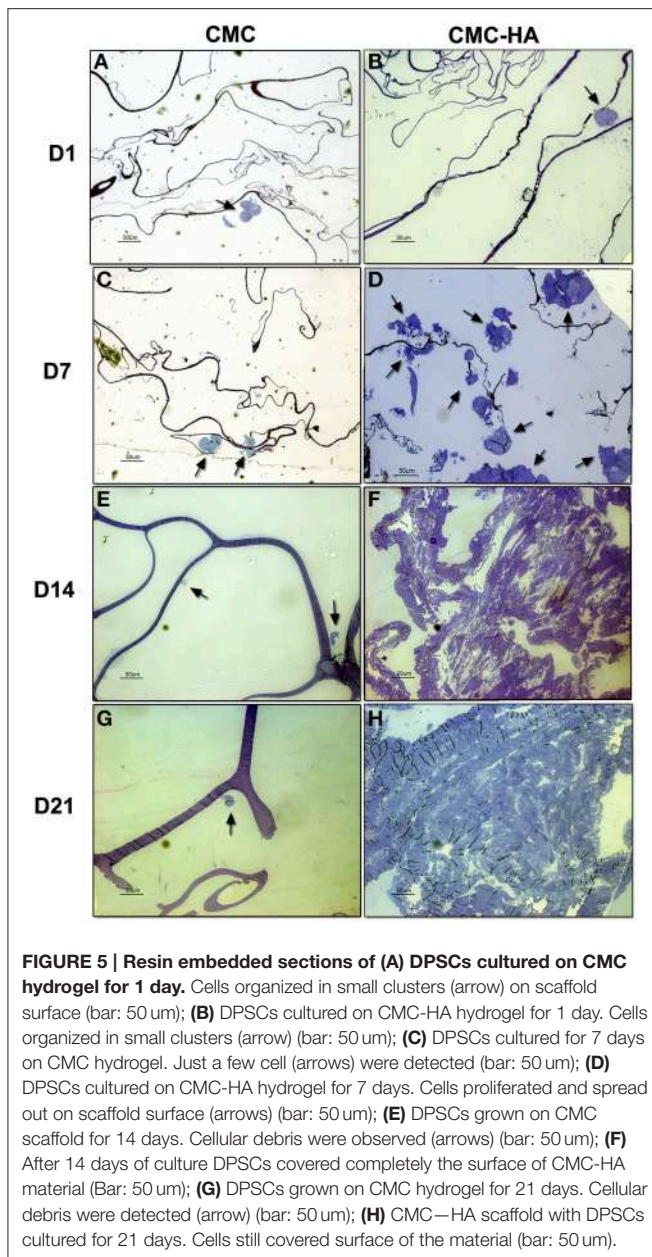 CMC
CMC-HA
A
B
D1
50um
50um
C
D
D7
50um
50um
E
F
D14
50um
50um
G
H
D21
50um
50um
FIGURE 5 | Resin embedded sections of (A) DPSCs cultured on CMC
hydrogel for 1 day. Cells organized in small clusters (arrow) on scaffold
surface (bar: 50 um); (B) DPSCs cultured on CMC-HA hydrogel for 1 day. Cells
organized in small clusters (arrow) (bar: 50 um); (C) DPSCs cultured for 7 days
on CMC hydrogel. Just a few cell (arrows) were detected (bar: 50 um); (D)
DPSCs cultured on CMC-HA hydrogel for 7 days. Cells proliferated and spread
out on scaffold surface (arrows) (bar: 50 um); (E) DPSCs grown on CMC
scaffold for 14 days. Cellular debris were observed (arrows) (bar: 50 um); (F)
After 14 days of culture DPSCs covered completely the surface of CMC-HA
material (Bar: 50 um); (G) DPSCs grown on CMC hydrogel for 21 days. Cellular
debris were detected (arrow) (bar: 50 um); (H) CMC—HA scaffold with DPSCs
cultured for 21 days. Cells still covered surface of the material (bar: 50 um).